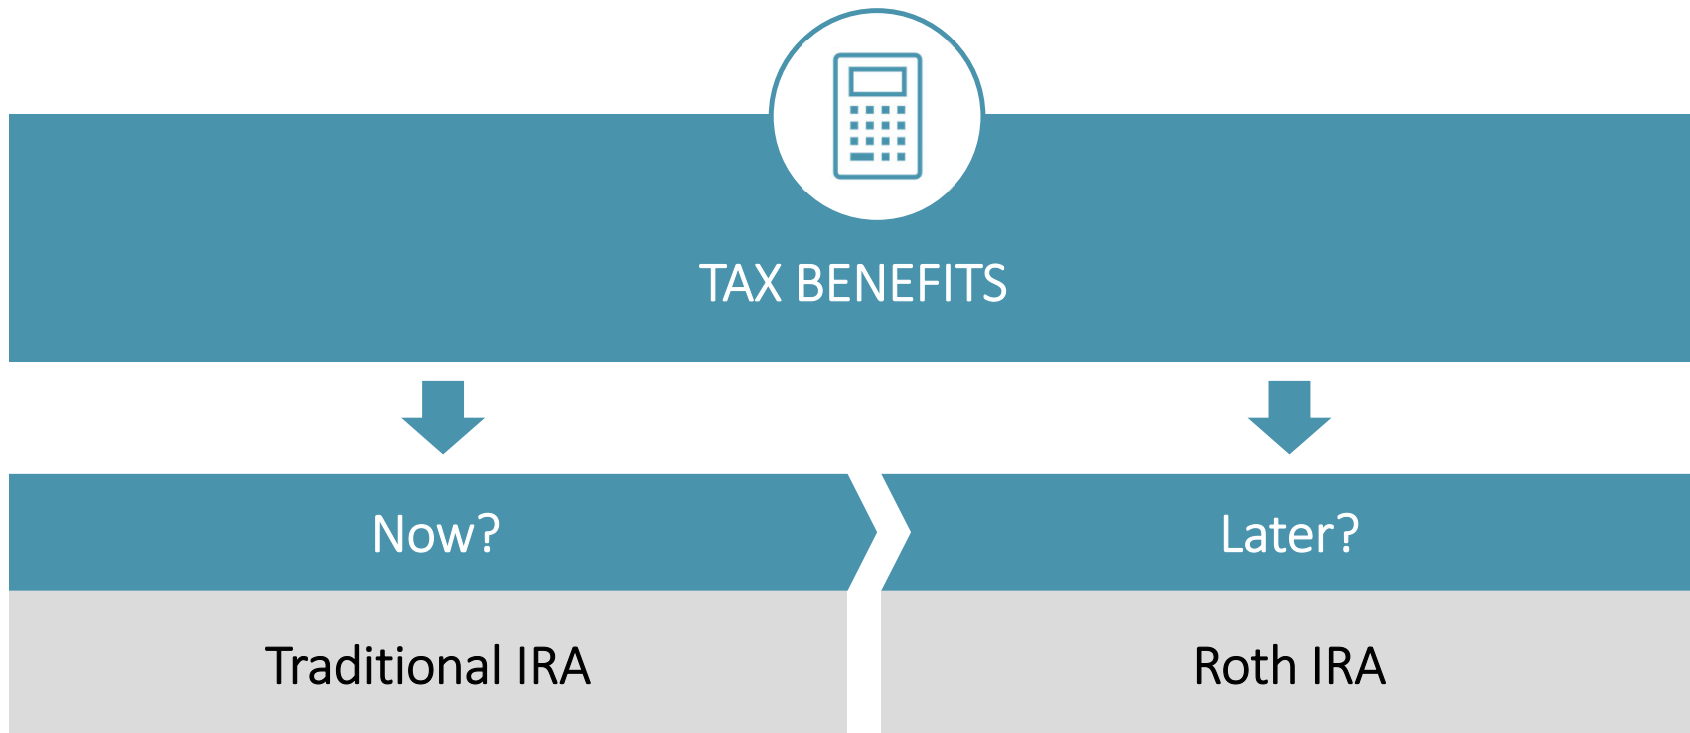 TAX BENEFITS
Now?
Later?
Traditional IRA
Roth IRA